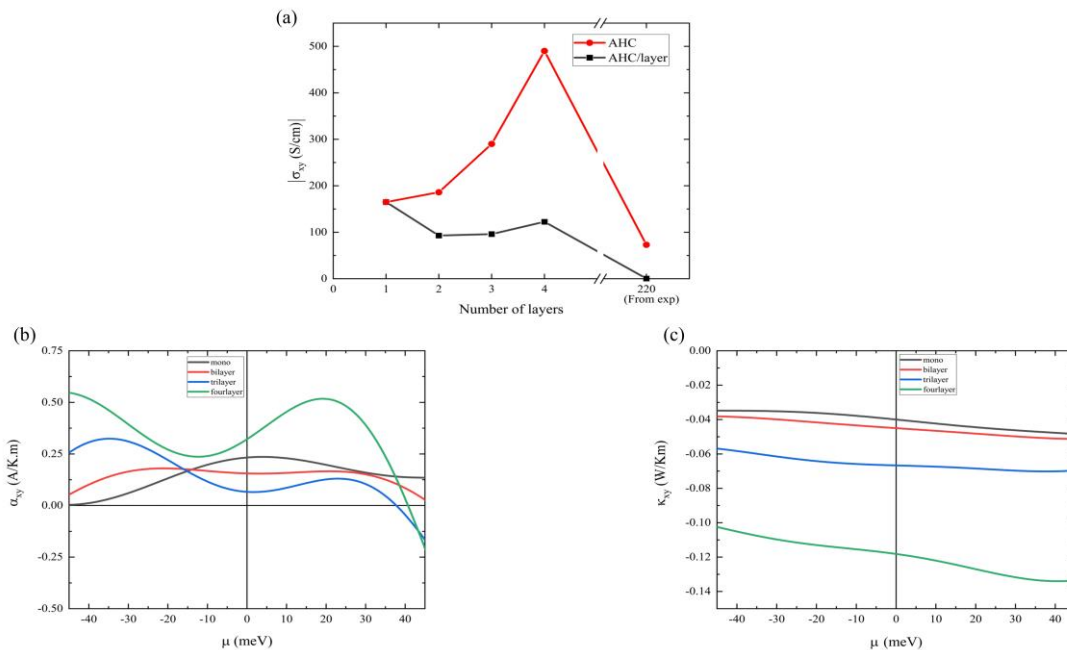 (a)
500
400
300
200
100
0
|σxy (S/cm)|
AHC
AHC/layer
0 1 2 3 4 220
(From exp)
Number of layers
(b)
0.75
0.50
0.25
0.00
-0.25
-0.50
αxy (A/K.m)
mono
bilayer
trilayer
fourlayer
-40 -30 -20 -10 0 10 20 30 40
μ (meV)
(c)
0.00
-0.02
-0.04
-0.06
-0.08
-0.10
-0.12
-0.14
κxy (W/Km)
mono
bilayer
trilayer
fourlayer
-40 -30 -20 -10 0 10 20 30 40
μ (meV)